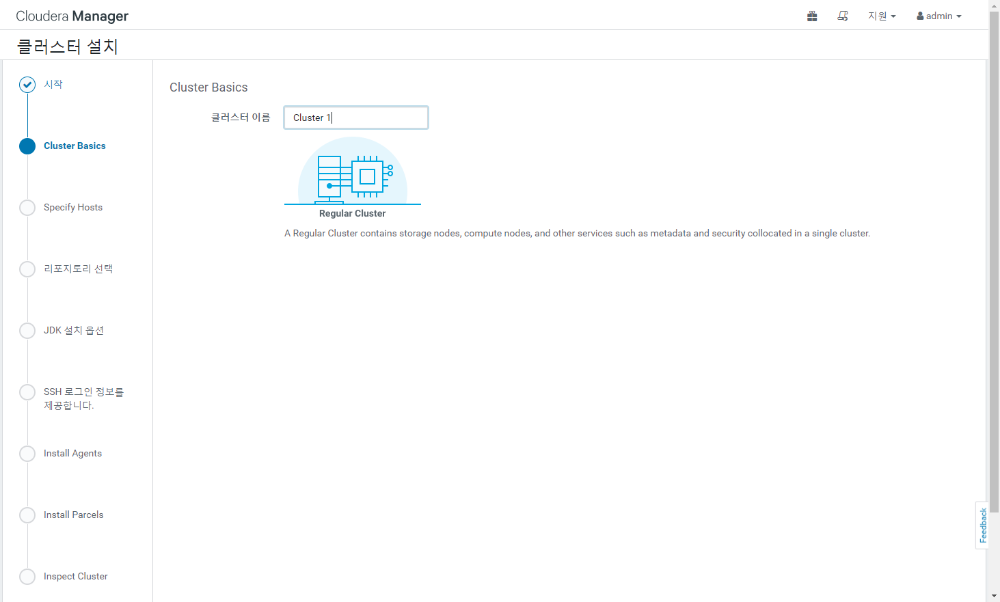 Cloudera Manager
지원
admin
클러스터 설치
시작
Cluster Basics
Specify Hosts
리포지토리 선택
JDK 설치 옵션
SSH 로그인 정보를
제공합니다.
Install Agents
Install Parcels
Inspect Cluster
Cluster Basics
클러스터 이름
Cluster 1
Regular Cluster
A Regular Cluster contains storage nodes, compute nodes, and other services such as metadata and security collocated in a single cluster.
Feedback